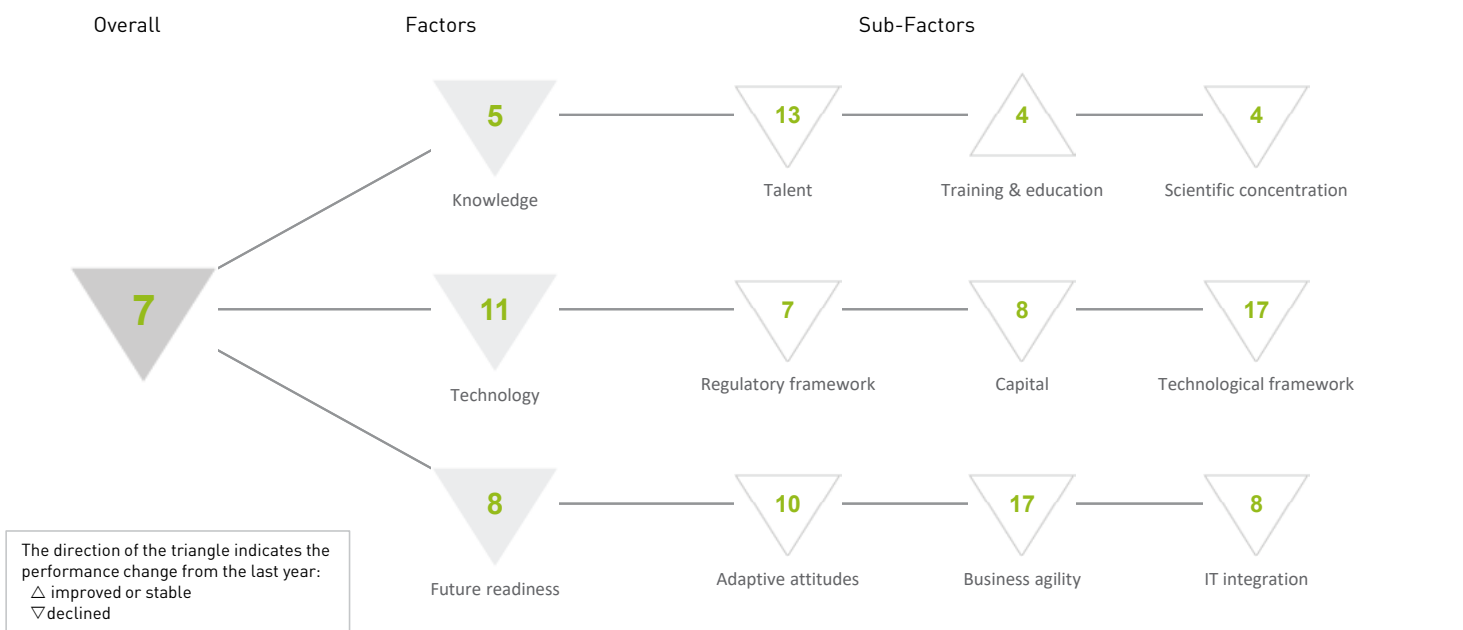 Overall
Factors
Sub-Factors
5
13
4
4
Knowledge
Talent
Training & education
Scientific concentration
7
11
7
8
17
Technology
Regulatory framework
Capital
Technological framework
8
10
17
8
Future readiness
Adaptive attitudes
Business agility
IT integration
The direction of the triangle indicates the
performance change from the last year:
△ improved or stable
▽ declined